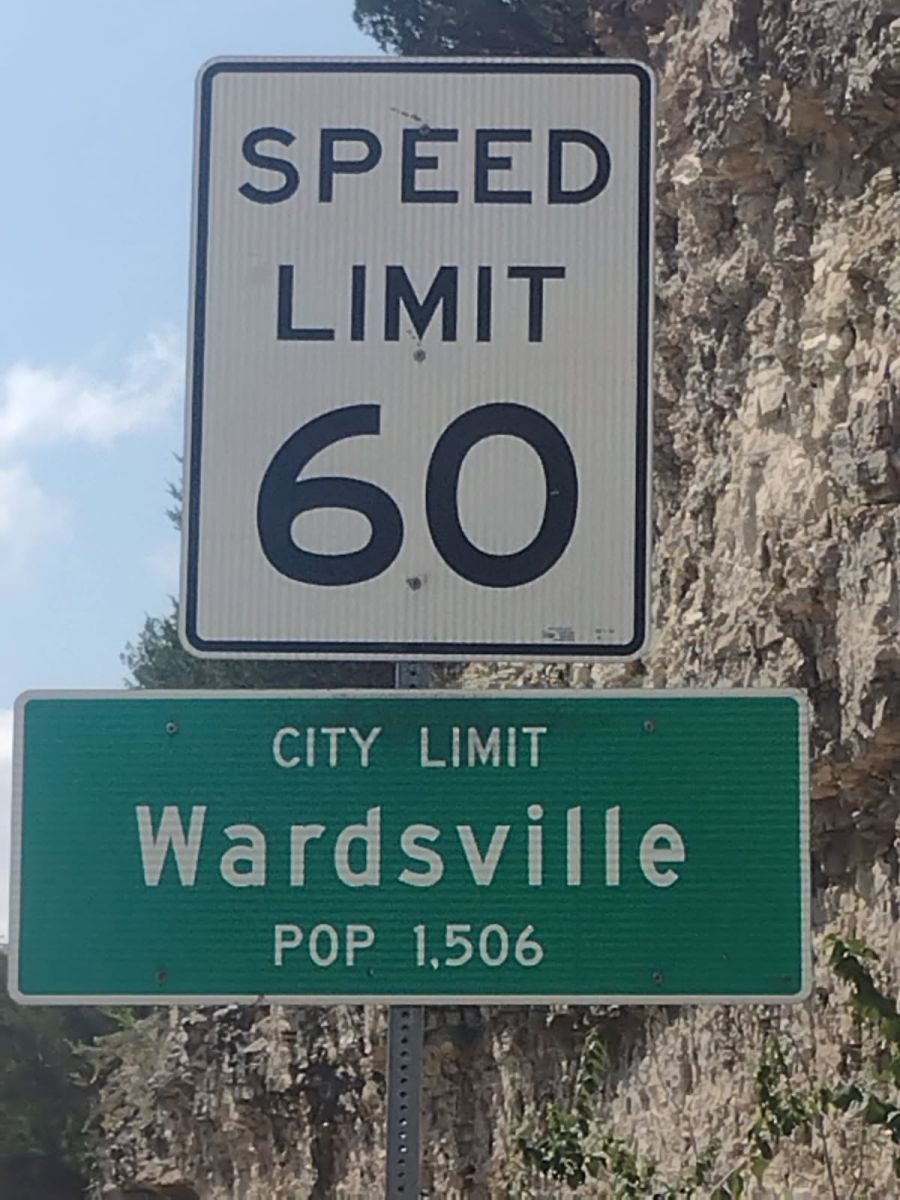 SPEED
LIMIT
60
CITY LIMIT
Wardsville
POP 1,506